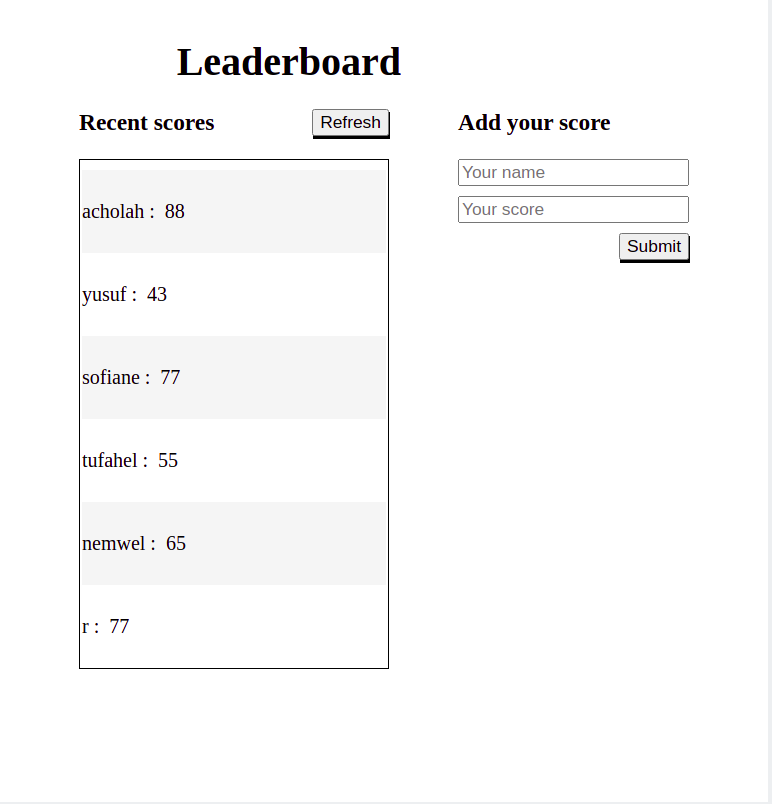 Leaderboard
Recent scores
Refresh
acholah : 88
yusuf : 43
sofiane : 77
tufahel : 55
nemwel : 65
r : 77
Add your score
Your name
Your score
Submit